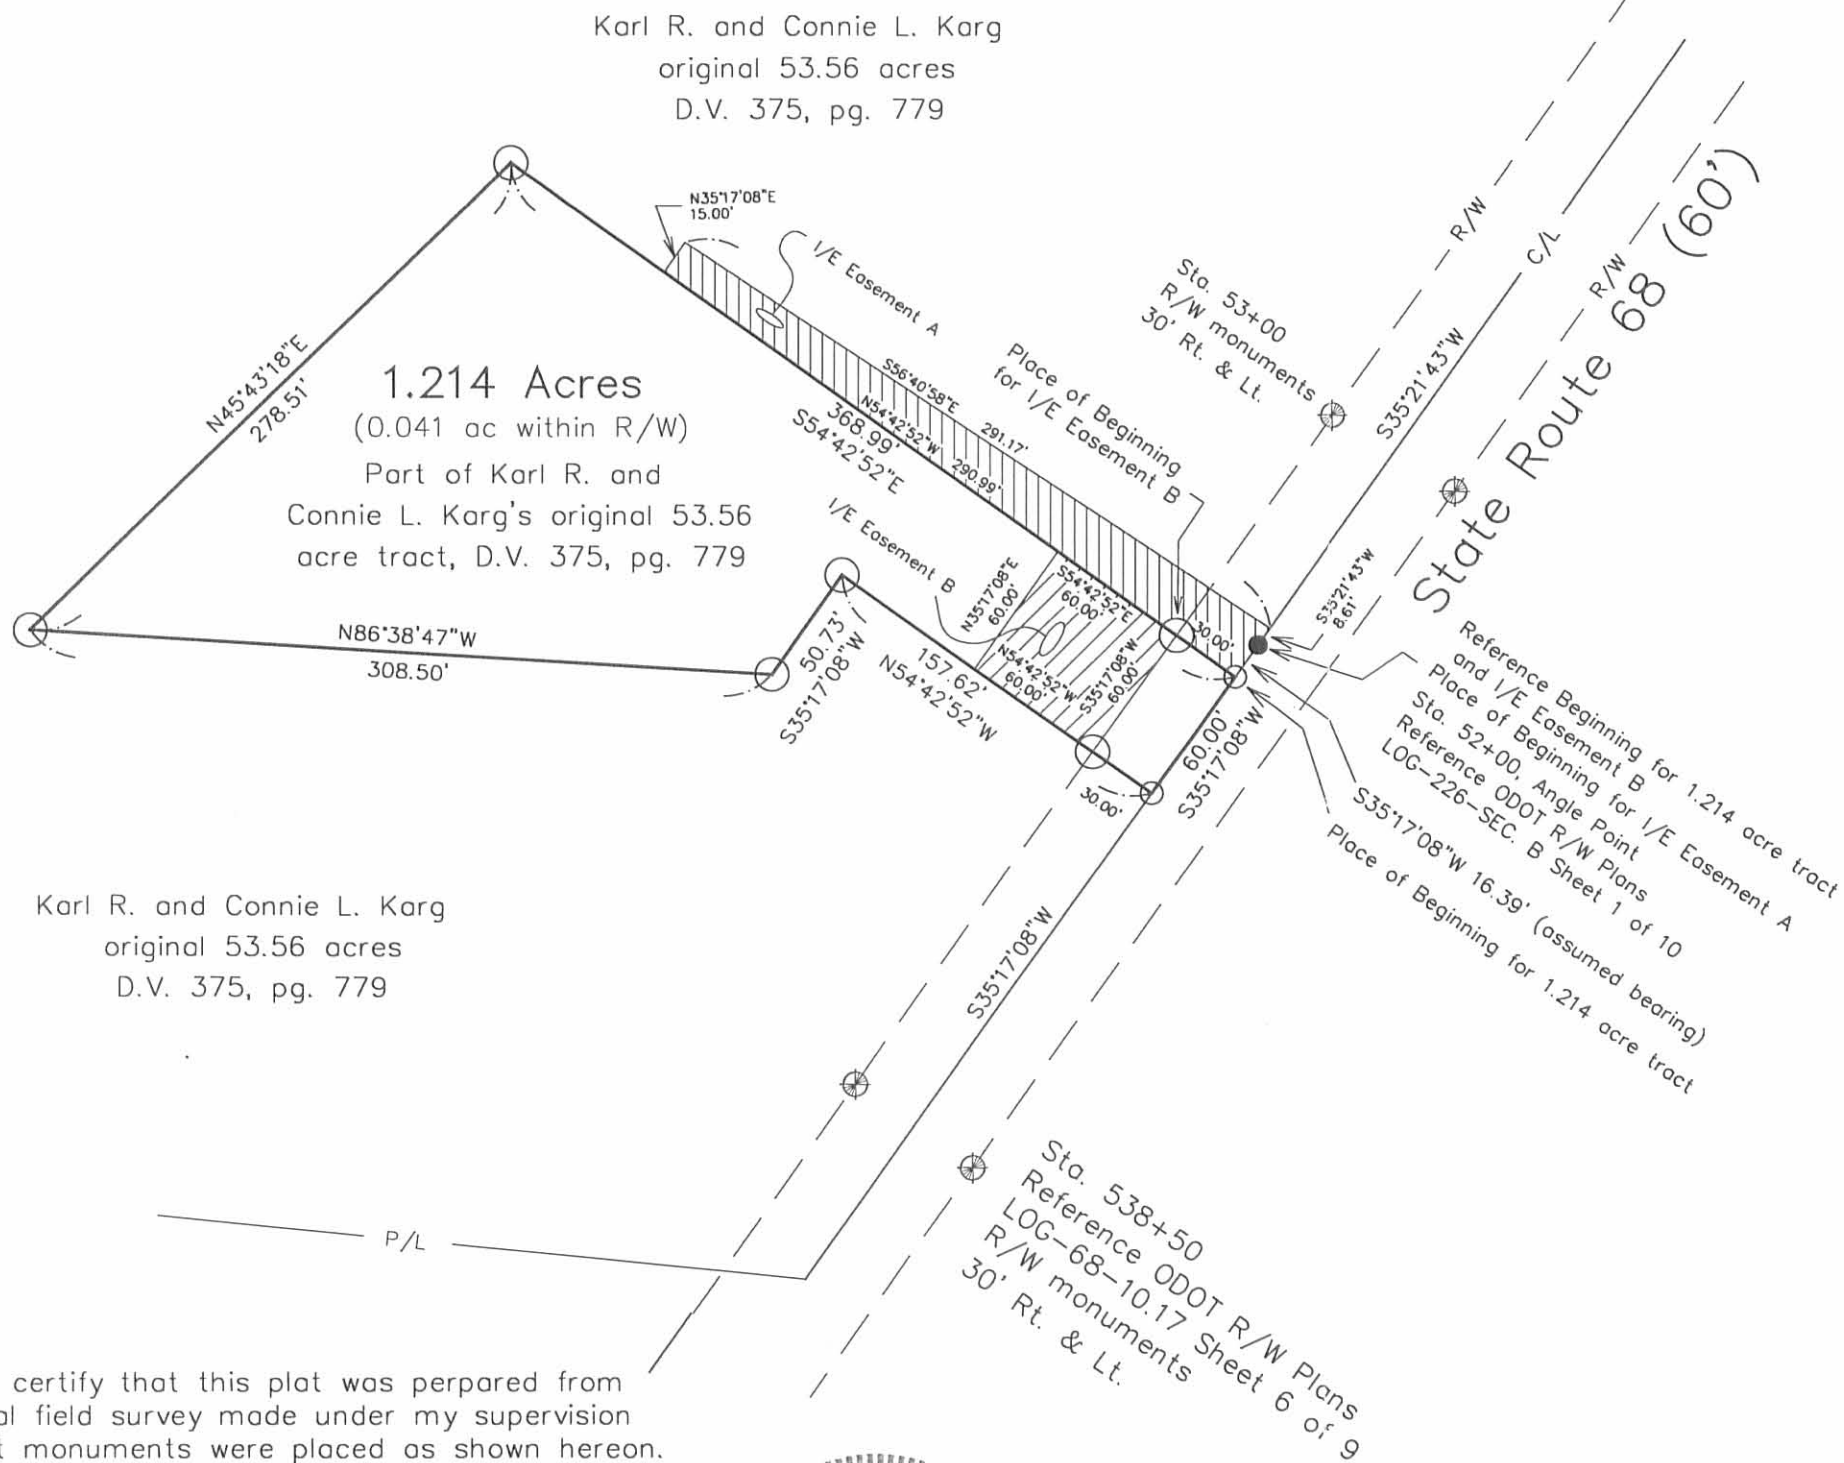 Karl R. and Connie L. Karg
original 53.56 acres
D.V. 375, pg. 779
N35°17'08"E
15.00'
I/E Easement A
N45°43'18"E
278.51'
1.214 Acres
(0.041 ac within R/W)
Part of Karl R. and
Connie L. Karg's original 53.56
acre tract, D.V. 375, pg. 779
S56°40'58"E
291.17'
N54°42'52"W
290.99'
368.99'
S54°42'52"E
Place of Beginning
for I/E Easement B
Sta. 53+00
R/W monuments
30' Rt. & Lt.
R/W
C/L
R/W
S35°21'43"W
State Route 68 (60')
I/E Easement B
N35°17'08"E
60.00'
S54°42'52"E
60.00'
N54°42'52"W
60.00'
S35°17'08"W
60.00'
30.00'
S35°21'43"W
8.61'
N86°38'47"W
308.50'
50.73'
S35°17'08"W
157.62'
N54°42'52"W
30.00'
60.00'
S35°17'08"W
Reference Beginning for 1.214 acre tract
and I/E Easement B
Place of Beginning for I/E Easement A
Sta. 52+00, Angle Point
Reference ODOT R/W Plans
LOG-226-SEC. B Sheet 1 of 10
S35°17'08"W 16.39' (assumed bearing)
Place of Beginning for 1.214 acre tract
Karl R. and Connie L. Karg
original 53.56 acres
D.V. 375, pg. 779
S35°17'08"W
P/L
Sta. 538+50
Reference ODOT R/W Plans
LOG-68-10.17 Sheet 6 of 9
R/W monuments
30' Rt. & Lt.
certify that this plat was perpared from
al field survey made under my supervision
t monuments were placed as shown hereon.